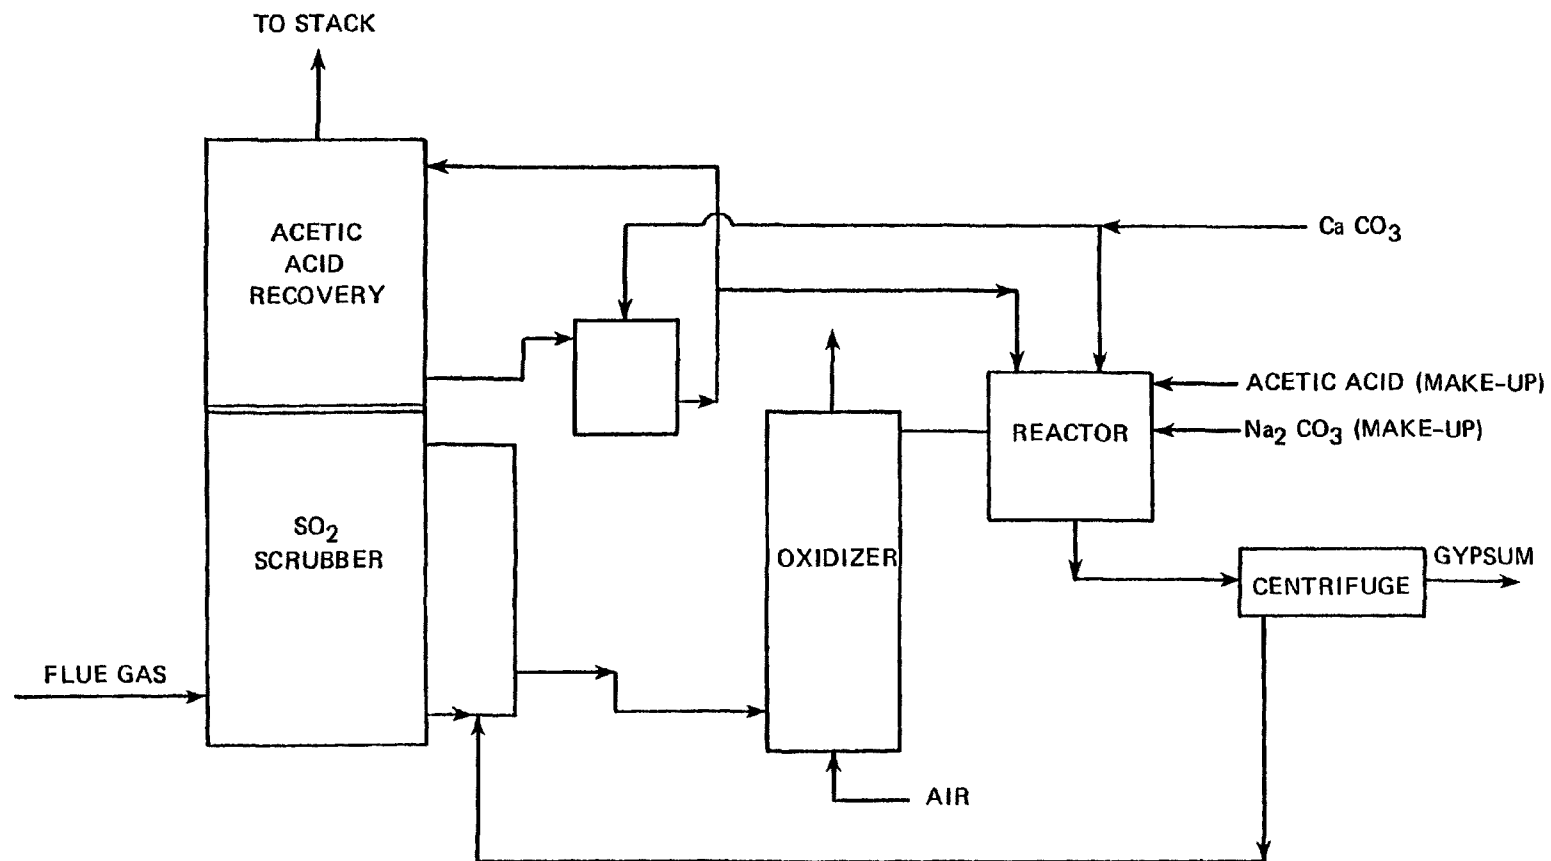 TO STACK
ACETIC
ACID
RECOVERY
Ca CO3
ACETIC ACID (MAKE-UP)
REACTOR
Na2 CO3 (MAKE-UP)
SO2
SCRUBBER
OXIDIZER
GYPSUM
CENTRIFUGE
FLUE GAS
AIR